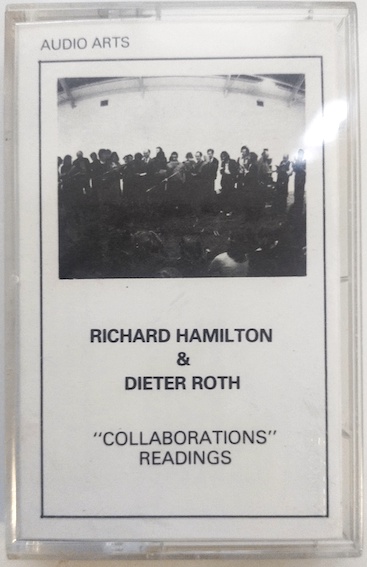 AUDIO ARTS
RICHARD HAMILTON
&
DIETER ROTH
"COLLABORATIONS"
READINGS